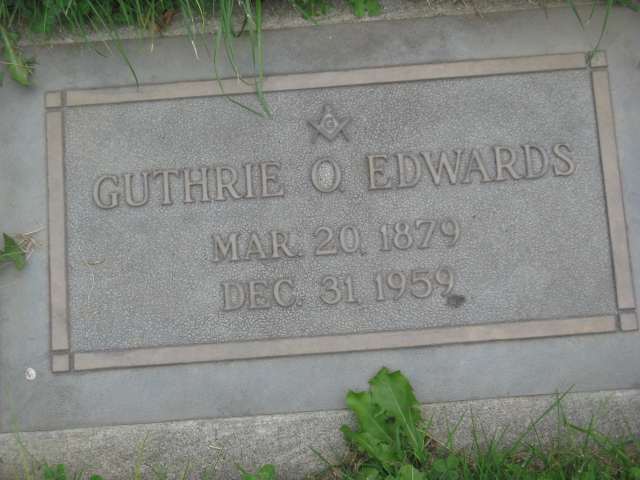 G
GUTHRIE O. EDWARDS
MAR. 20, 1879
DEC. 31, 1959